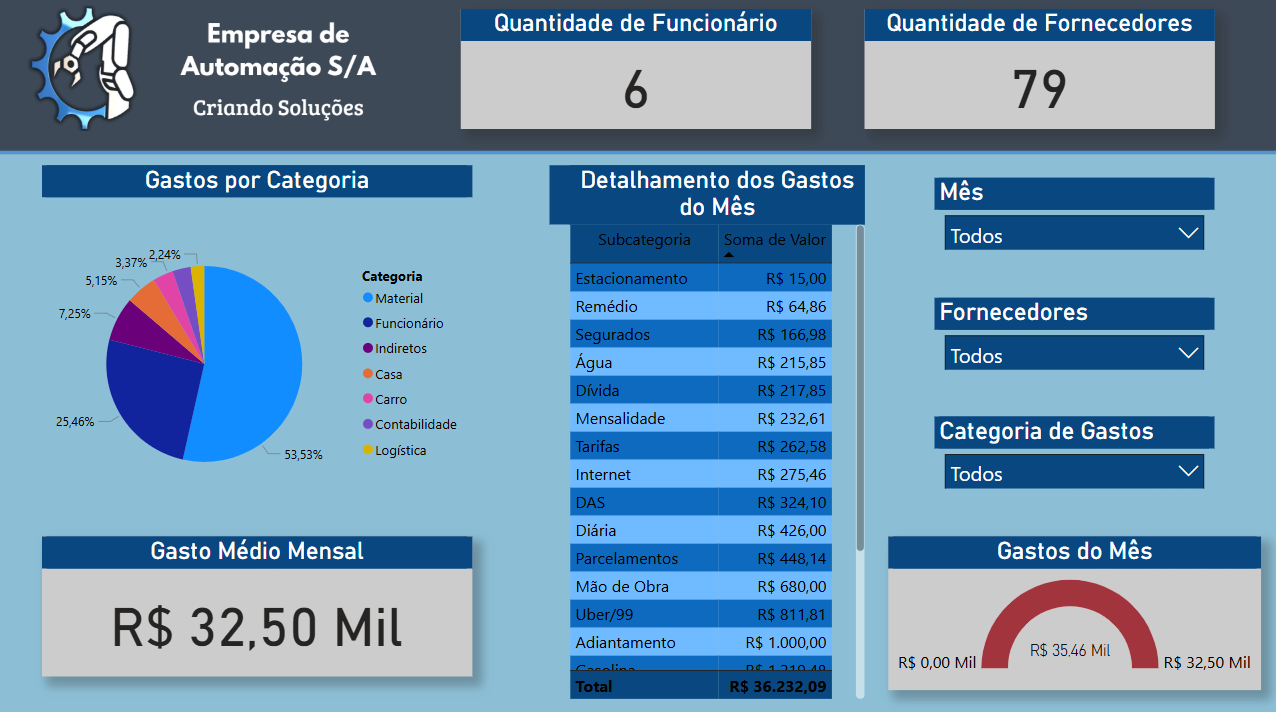 Empresa de
Automação S/A
Criando Soluções
Quantidade de Funcionário
6
Quantidade de Fornecedores
79
Gastos por Categoria
2,24%
3,37%
5,15%
7,25%
25,46%
53,53%
Categoria
Material
Funcionário
Indiretos
Casa
Carro
Contabilidade
Logística
Gasto Médio Mensal
R$ 32,50 Mil
Detalhamento dos Gastos
do Mês
Subcategoria Soma de Valor
Estacionamento R$ 15,00
Remédio R$ 64,86
Segurados R$ 166,98
Água R$ 215,85
Dívida R$ 217,85
Mensalidade R$ 232,61
Tarifas R$ 262,58
Internet R$ 275,46
DAS R$ 324,10
Diária R$ 426,00
Parcelamentos R$ 448,14
Mão de Obra R$ 680,00
Uber/99 R$ 811,81
Adiantamento R$ 1.000,00
Gasolina
Total R$ 36.232,09
Mês
Todos
Fornecedores
Todos
Categoria de Gastos
Todos
Gastos do Mês
R$ 35,46 Mil
R$ 0,00 Mil
R$ 32,50 Mil